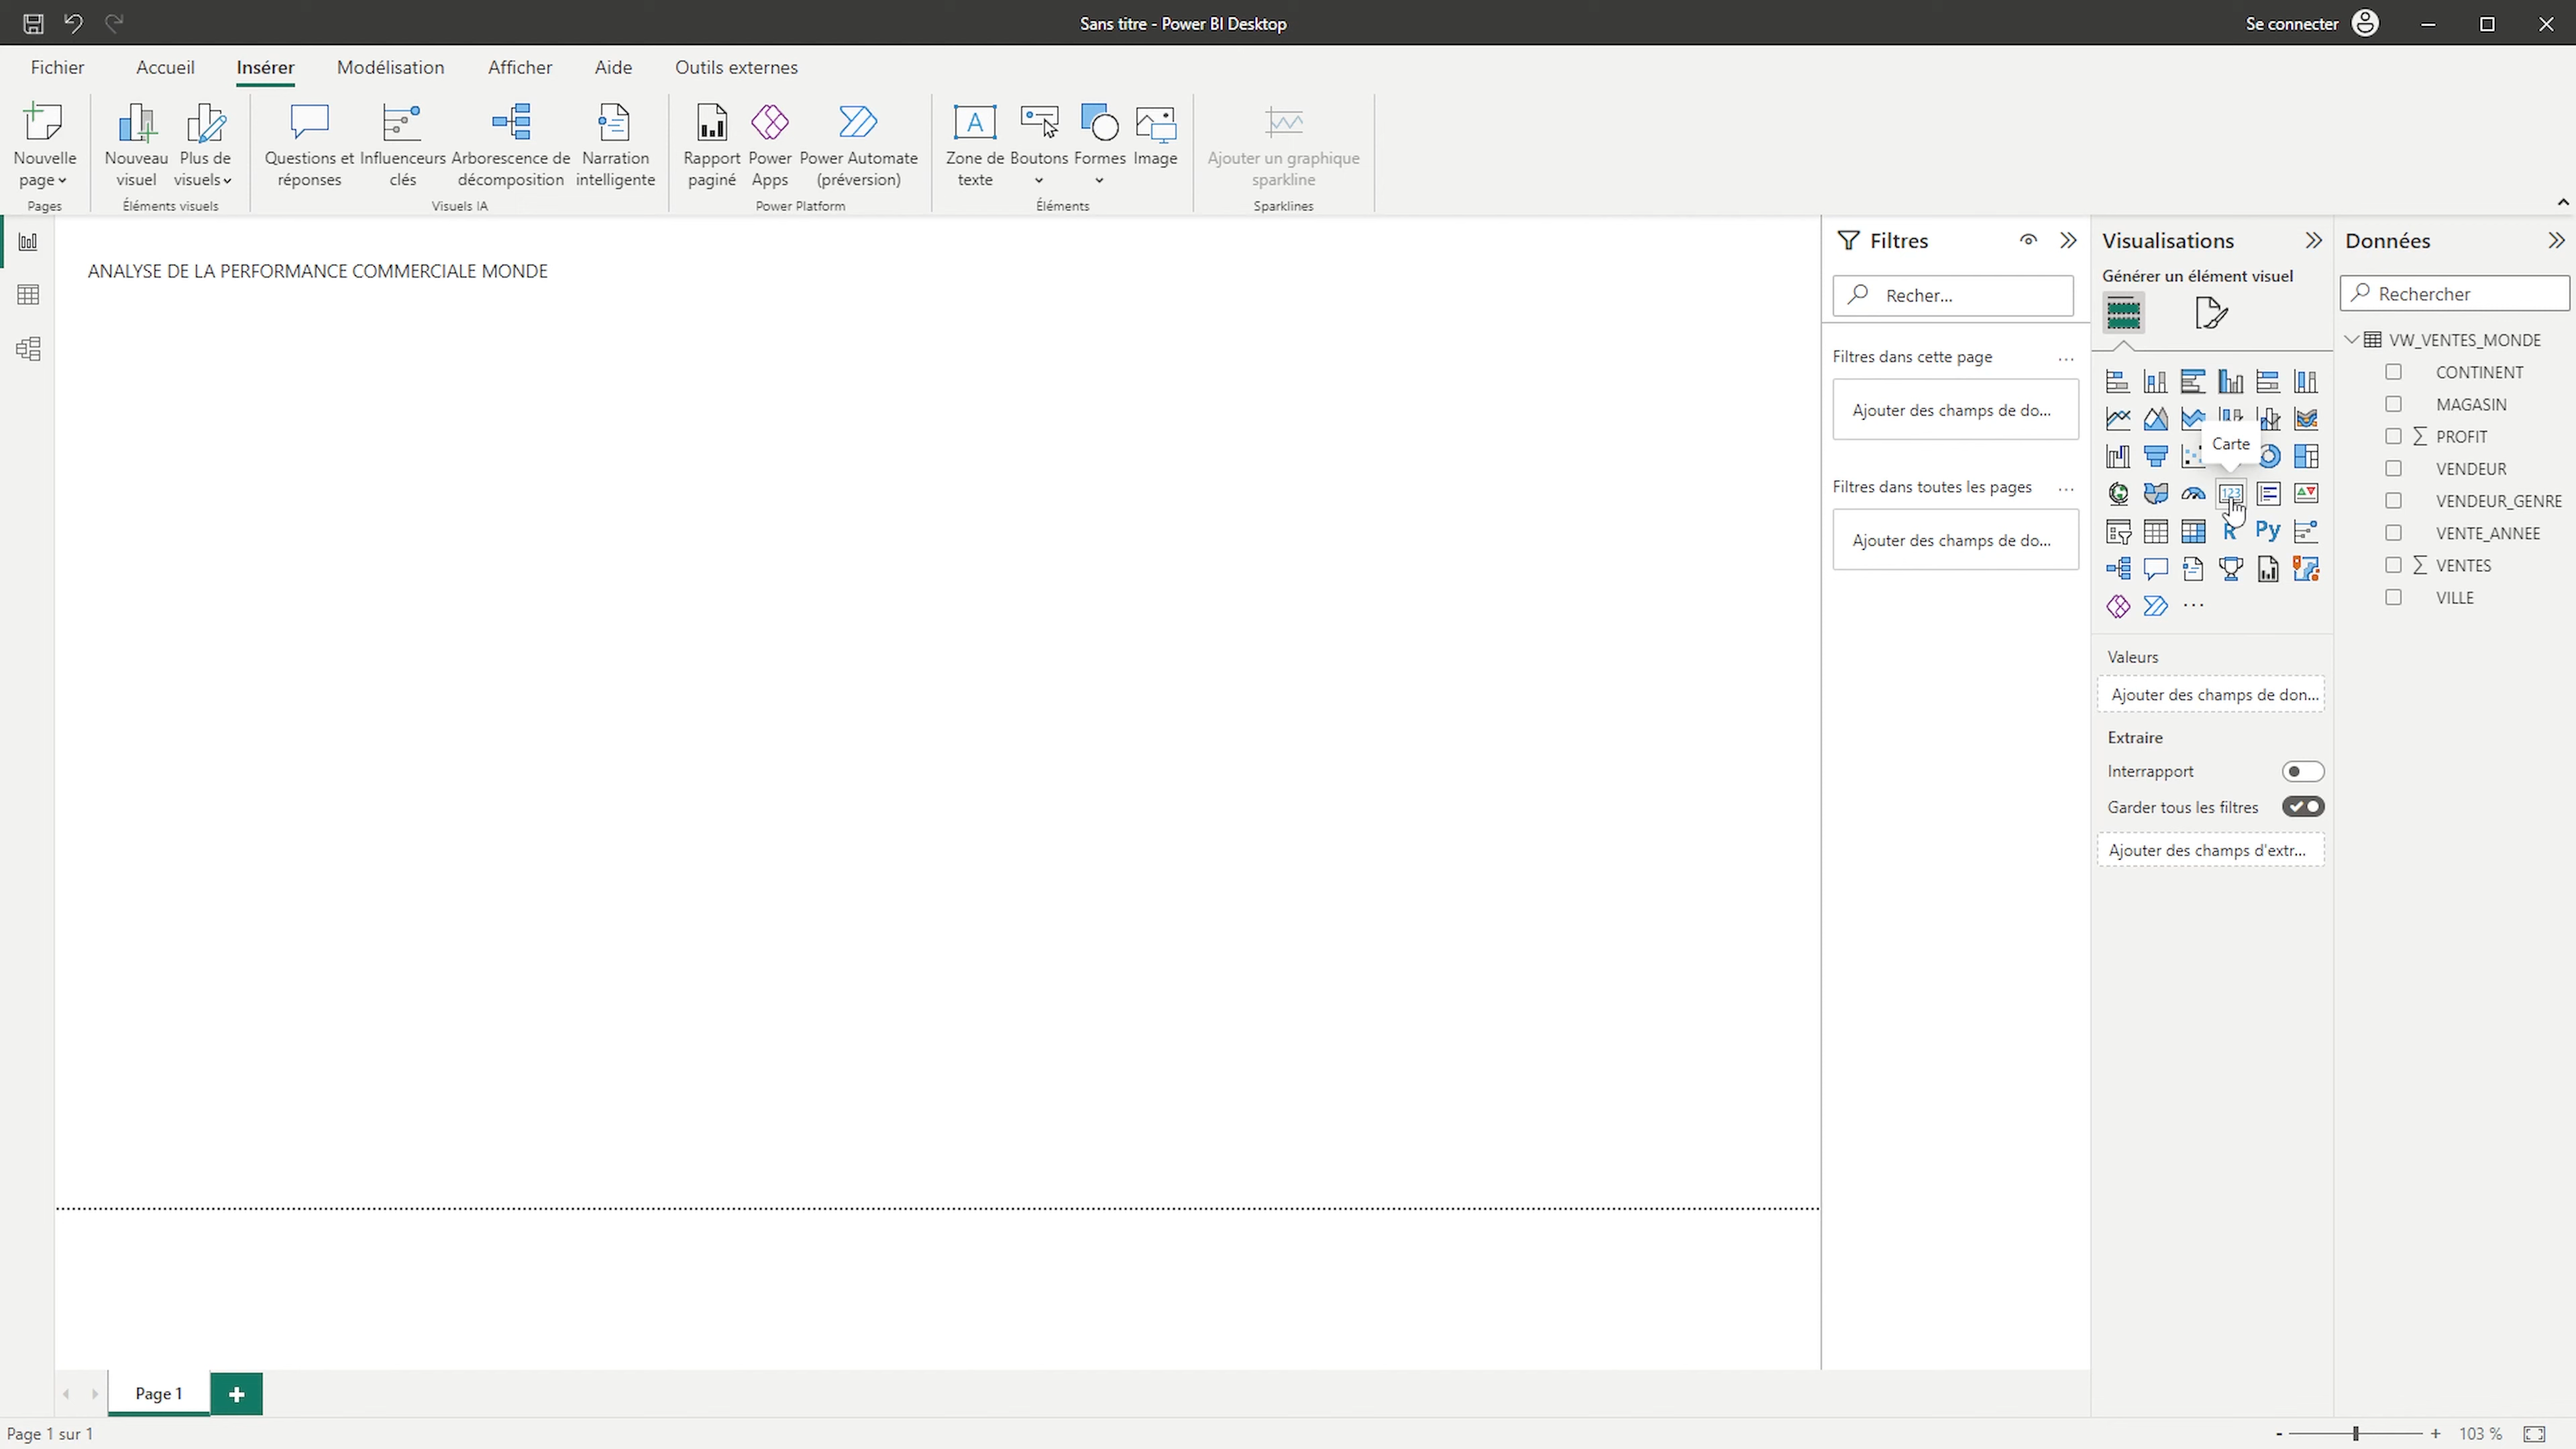 Sans titre - Power BI Desktop
Se connecter
Fichier Accueil Insérer Modélisation Afficher Aide Outils externes
Nouvelle page
Pages
Nouveau visuel
Plus de visuels
Éléments visuels
Questions et réponses
Influenceurs clés
Arborescence de décomposition
Narration intelligente
Visuels IA
Rapport paginé
Power Apps
Power Automate (préversion)
Power Platform
A
Zone de texte
Boutons
Formes
Image
Éléments
Ajouter un graphique sparkline
Sparklines
ANALYSE DE LA PERFORMANCE COMMERCIALE MONDE
Filtres
Recher...
Filtres dans cette page ...
Ajouter des champs de do...
Filtres dans toutes les pages ...
Ajouter des champs de do...
Visualisations
Générer un élément visuel
Carte
123
R Py
...
Valeurs
Ajouter des champs de don...
Extraire
Interrapport
Garder tous les filtres
Ajouter des champs d'extr...
Données
Rechercher
VW_VENTES_MONDE
CONTINENT
MAGASIN
∑ PROFIT
VENDEUR
VENDEUR_GENRE
VENTE_ANNEE
∑ VENTES
VILLE
Page 1 +
Page 1 sur 1
- + 103 %